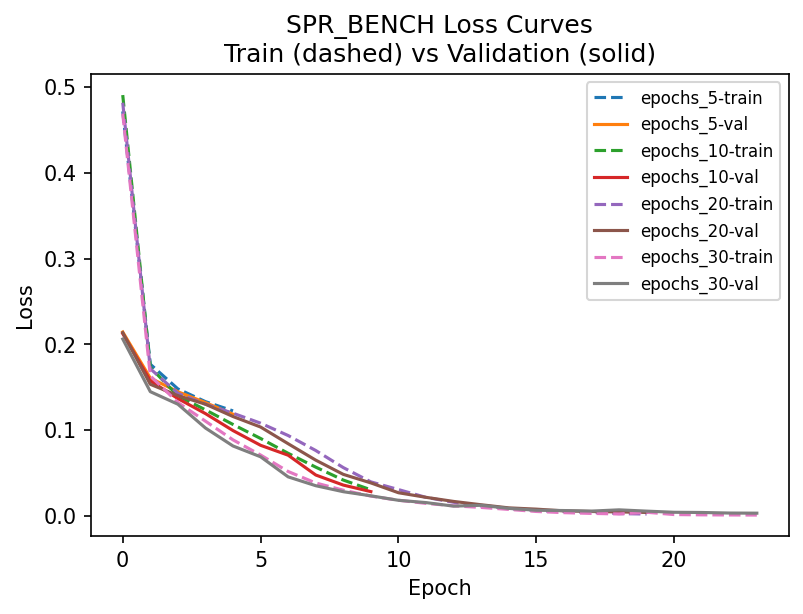 SPR_BENCH Loss Curves
Train (dashed) vs Validation (solid)
0.5
0.4
0.3
0.2
0.1
0.0
Loss
epochs_5-train
epochs_5-val
epochs_10-train
epochs_10-val
epochs_20-train
epochs_20-val
epochs_30-train
epochs_30-val
0
5
10
15
20
Epoch